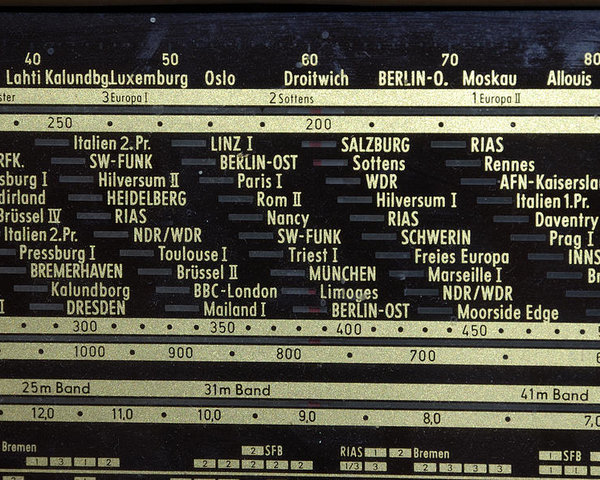 40 50 60 70 80
Lahti Kalundbg. Luxemburg Oslo Droitwich BERLIN-O. Moskau Allouis
ster 3 Europa I 2 Sottens 1 Europa II
250 200
Italien 2.Pr. LINZ I SALZBURG RIAS
RFK. SW-FUNK BERLIN-OST Sottens Rennes
sburg I Hilversum II Paris I WDR AFN-Kaisersla
dirland HEIDELBERG Rom II Hilversum I Italien 1.Pr.
Brüssel IV RIAS Nancy RIAS Daventry
Italien 2.Pr. NDR/WDR SW-FUNK SCHWERIN Prag I
Pressburg I Toulouse I Triest I Freies Europa INNS
BREMERHAVEN Brüssel II MÜNCHEN Marseille I Br
Kalundborg BBC-London Limoges NDR/WDR
I DRESDEN Mailand I BERLIN-OST Moorside Edge
300 350 400 450 5
1000 900 800 700 6
25m Band 31m Band 41m Band
12,0 11,0 10,0 9,0 8,0 7,0
Bremen 2 SFB RIAS 1 2 Bremen 1 SFB
1 3 1 2 2 2 2 2 2 1/3 3 2 2 3 3 1 1